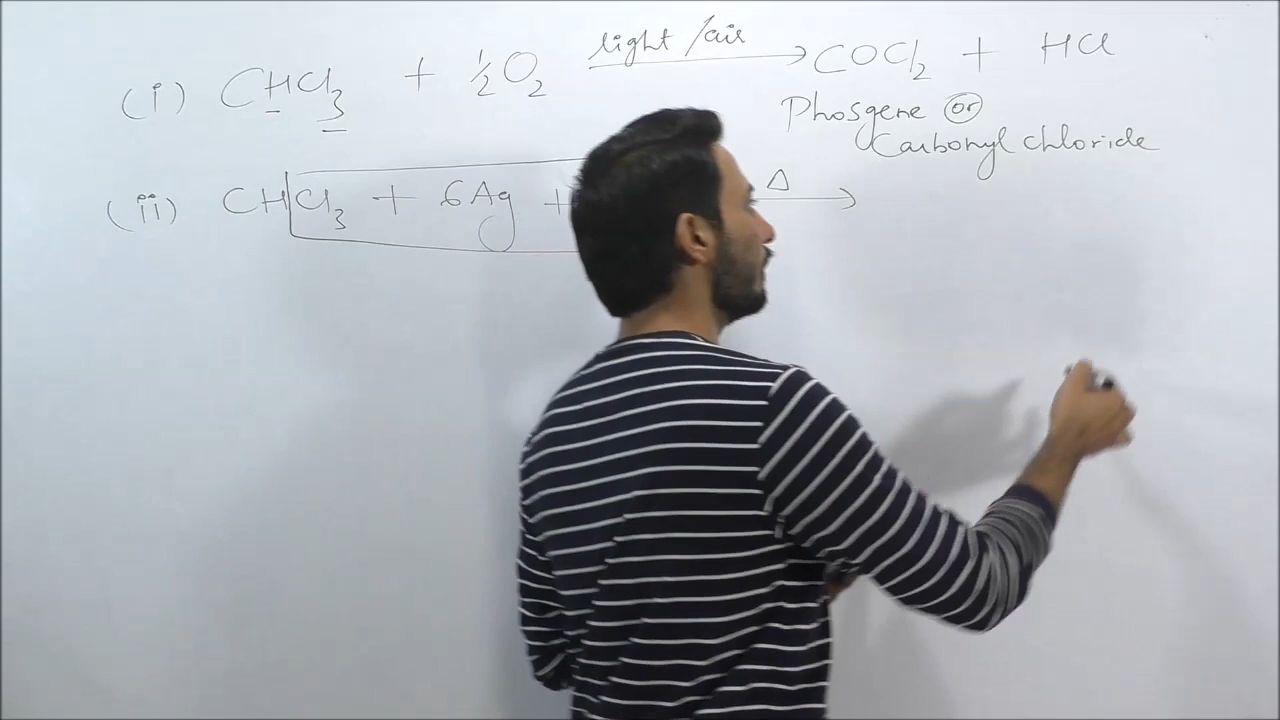 (i) CHCl₃ + ½O₂ light/air → COCl₂ + HCl
Phosgene or
Carbonyl chloride
(ii) CHCl₃ + 6Ag + Δ →